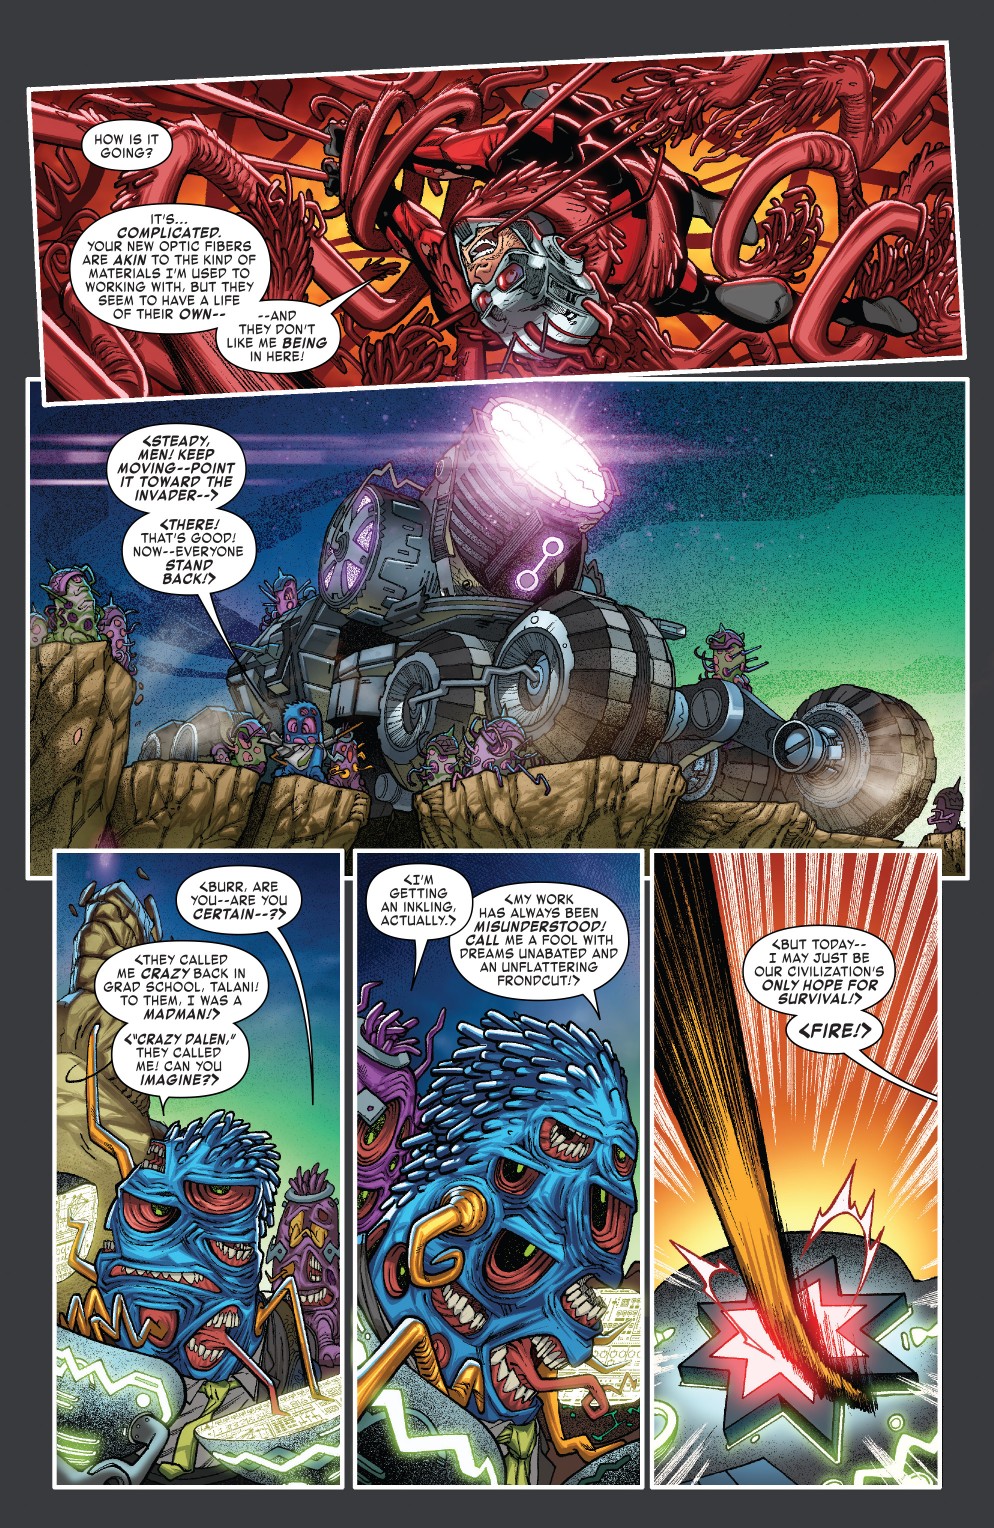 HOW IS IT
GOING?
IT'S...
COMPLICATED.
YOUR NEW OPTIC FIBERS
ARE AKIN TO THE KIND OF
MATERIALS I'M USED TO
WORKING WITH, BUT THEY
SEEM TO HAVE A LIFE
OF THEIR OWN--
--AND
THEY DON'T
LIKE ME BEING
IN HERE!
<STEADY,
MEN! KEEP
MOVING--POINT
IT TOWARD THE
INVADER-->
<THERE!
THAT'S GOOD!
NOW--EVERYONE
STAND
BACK!>
<BURR, ARE
YOU--ARE YOU
CERTAIN--?>
<THEY CALLED
ME CRAZY BACK IN
GRAD SCHOOL, TALANI!
TO THEM, I WAS A
MADMAN!>
<"CRAZY DALEN,"
THEY CALLED
ME! CAN YOU
IMAGINE?>
<I'M
GETTING
AN INKLING,
ACTUALLY.>
<MY WORK
HAS ALWAYS BEEN
MISUNDERSTOOD!
CALL ME A FOOL WITH
DREAMS UNABATED AND
AN UNFLATTERING
FRONDCUT!>
<BUT TODAY--
I MAY JUST BE
OUR CIVILIZATION'S
ONLY HOPE FOR
SURVIVAL!>
<FIRE!>